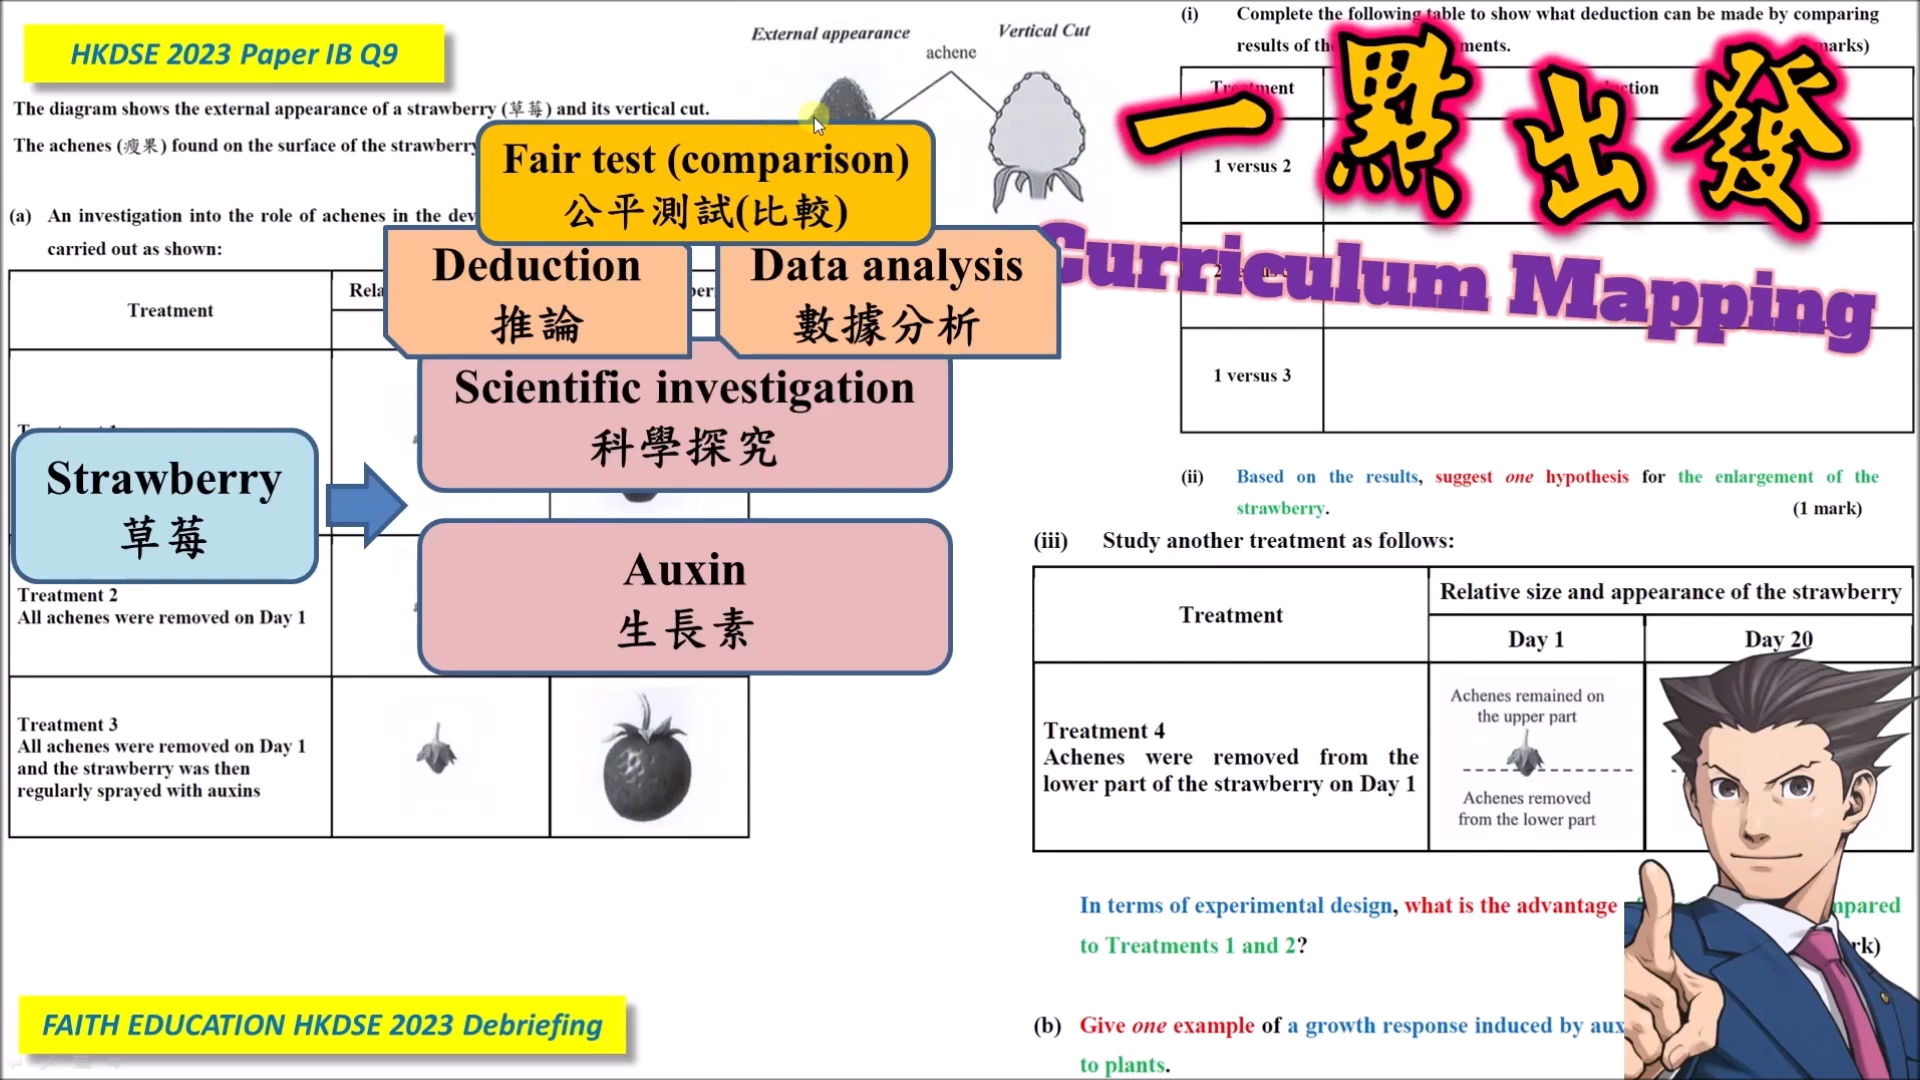 HKDSE 2023 Paper IB Q9
The diagram shows the external appearance of a strawberry (草莓) and its vertical cut.
The achenes (瘦果) found on the surface of the strawberry
External appearance
Vertical Cut
achene
(a) An investigation into the role of achenes in the dev
carried out as shown:
Treatment
Rela
Treatment 2
All achenes were removed on Day 1
Treatment 3
All achenes were removed on Day 1
and the strawberry was then
regularly sprayed with auxins
Fair test (comparison)
公平測試(比較)
Deduction
推論
Data analysis
數據分析
Scientific investigation
科學探究
Strawberry
草莓
Auxin
生長素
FAITH EDUCATION HKDSE 2023 Debriefing
(i) Complete the following table to show what deduction can be made by comparing
results of th ments. marks)
一點出發
Curriculum Mapping
1 versus 2
1 versus 3
(ii) Based on the results, suggest one hypothesis for the enlargement of the
strawberry. (1 mark)
(iii) Study another treatment as follows:
Treatment
Relative size and appearance of the strawberry
Day 1
Day 20
Treatment 4
Achenes were removed from the
lower part of the strawberry on Day 1
Achenes remained on
the upper part
Achenes removed
from the lower part
In terms of experimental design, what is the advantage mpared
to Treatments 1 and 2? rk)
(b) Give one example of a growth response induced by aux
to plants.